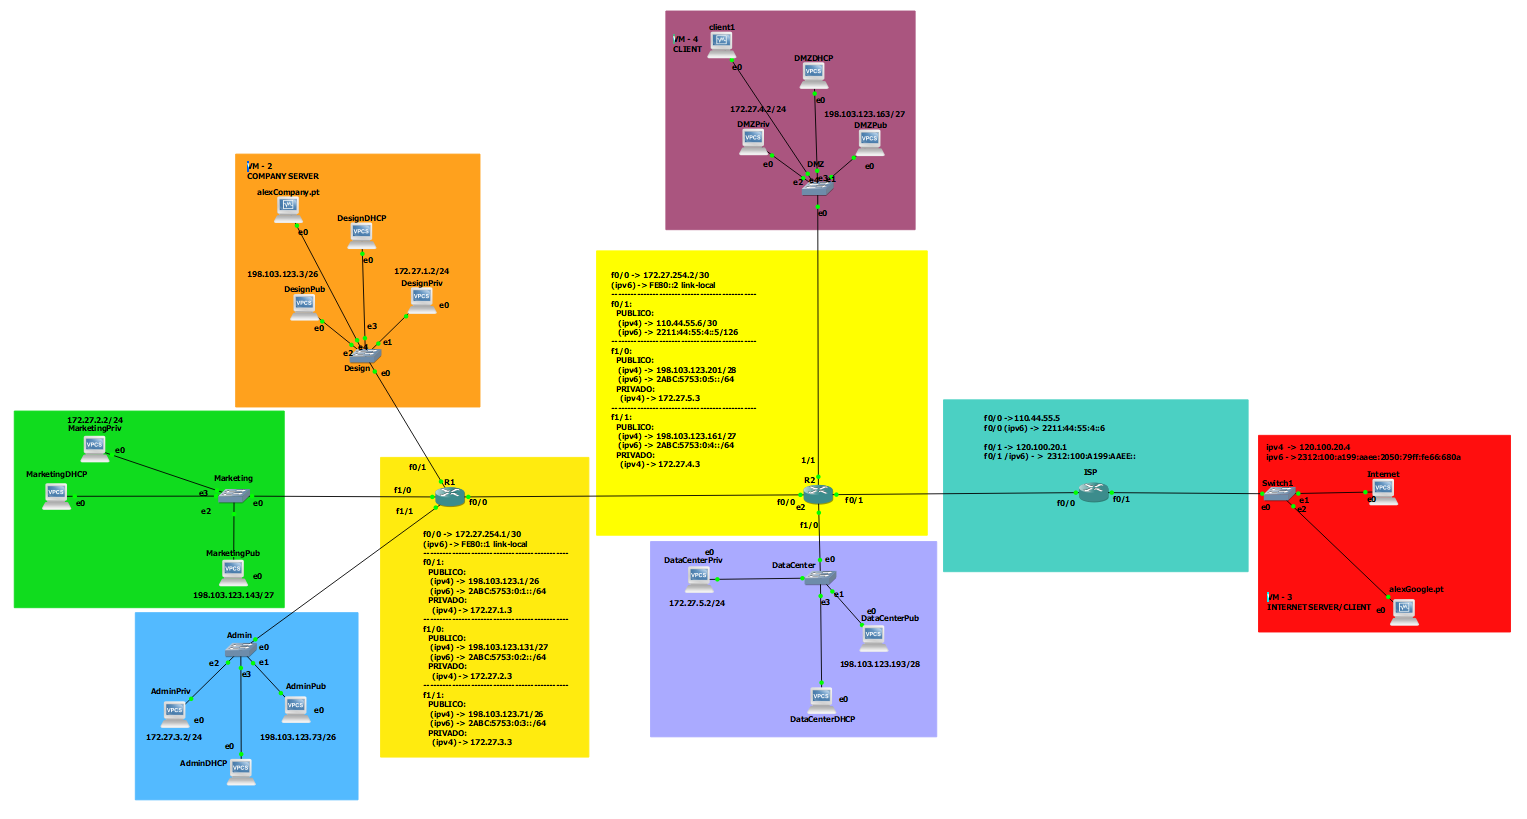 VM - 4
CLIENT
client1
e0
DMZDHCP
e0
172.27.4.2/24
198.103.123.163/27
DMZPriv
e0
DMZPub
e0
DMZ
e2
e3
e1
e0
VM - 2
COMPANY SERVER
alexCompany.pt
e0
DesignDHCP
e0
198.103.123.3/26
172.27.1.2/24
DesignPub
e0
DesignPriv
e0
e3
e2
e4
e1
Design
e0
f0/0 -> 172.27.254.2/30
(ipv6) -> FE80::2 link-local
--------------------------------------------
f0/1:
PUBLICO:
(ipv4) -> 110.44.55.6/30
(ipv6) -> 2211:44:55:4::5/126
--------------------------------------------
f1/0:
PUBLICO:
(ipv4) -> 198.103.123.201/28
(ipv6) -> 2ABC:5753:0:5::/64
PRIVADO:
(ipv4) -> 172.27.5.3
--------------------------------------------
f1/1:
PUBLICO:
(ipv4) -> 198.103.123.161/27
(ipv6) -> 2ABC:5753:0:4::/64
PRIVADO:
(ipv4) -> 172.27.4.3
1/1
R2
f0/0
e2
f0/1
f1/0
172.27.2.2/24
MarketingPriv
e0
MarketingDHCP
e0
Marketing
e3
e0
e2
MarketingPub
e0
198.103.123.143/27
f0/1
R1
f1/0
f0/0
f1/1
f0/0 -> 172.27.254.1/30
(ipv6) -> FE80::1 link-local
--------------------------------------------
f0/1:
PUBLICO:
(ipv4) -> 198.103.123.1/26
(ipv6) -> 2ABC:5753:0:1::/64
PRIVADO:
(ipv4) -> 172.27.1.3
--------------------------------------------
f1/0:
PUBLICO:
(ipv4) -> 198.103.123.131/27
(ipv6) -> 2ABC:5753:0:2::/64
PRIVADO:
(ipv4) -> 172.27.2.3
--------------------------------------------
f1/1:
PUBLICO:
(ipv4) -> 198.103.123.71/26
(ipv6) -> 2ABC:5753:0:3::/64
PRIVADO:
(ipv4) -> 172.27.3.3
f0/0 ->110.44.55.5
f0/0 (ipv6) -> 2211:44:55:4::6
f0/1 -> 120.100.20.1
f0/1 /ipv6) -> 2312:100:A199:AAEE::
ISP
f0/0
f0/1
ipv4 -> 120.100.20.4
ipv6 ->2312:100:a199:aaee:2050:79ff:fe66:680a
Internet
e0
Switch1
e0
e1
e2
alexGoogle.pt
e0
VM - 3
INTERNET SERVER/CLIENT
e0
DataCenterPriv
172.27.5.2/24
DataCenter
e0
e1
e3
e0
DataCenterPub
198.103.123.193/28
e0
DataCenterDHCP
Admin
e0
e2
e1
e3
AdminPriv
e0
172.27.3.2/24
AdminPub
e0
198.103.123.73/26
e0
AdminDHCP